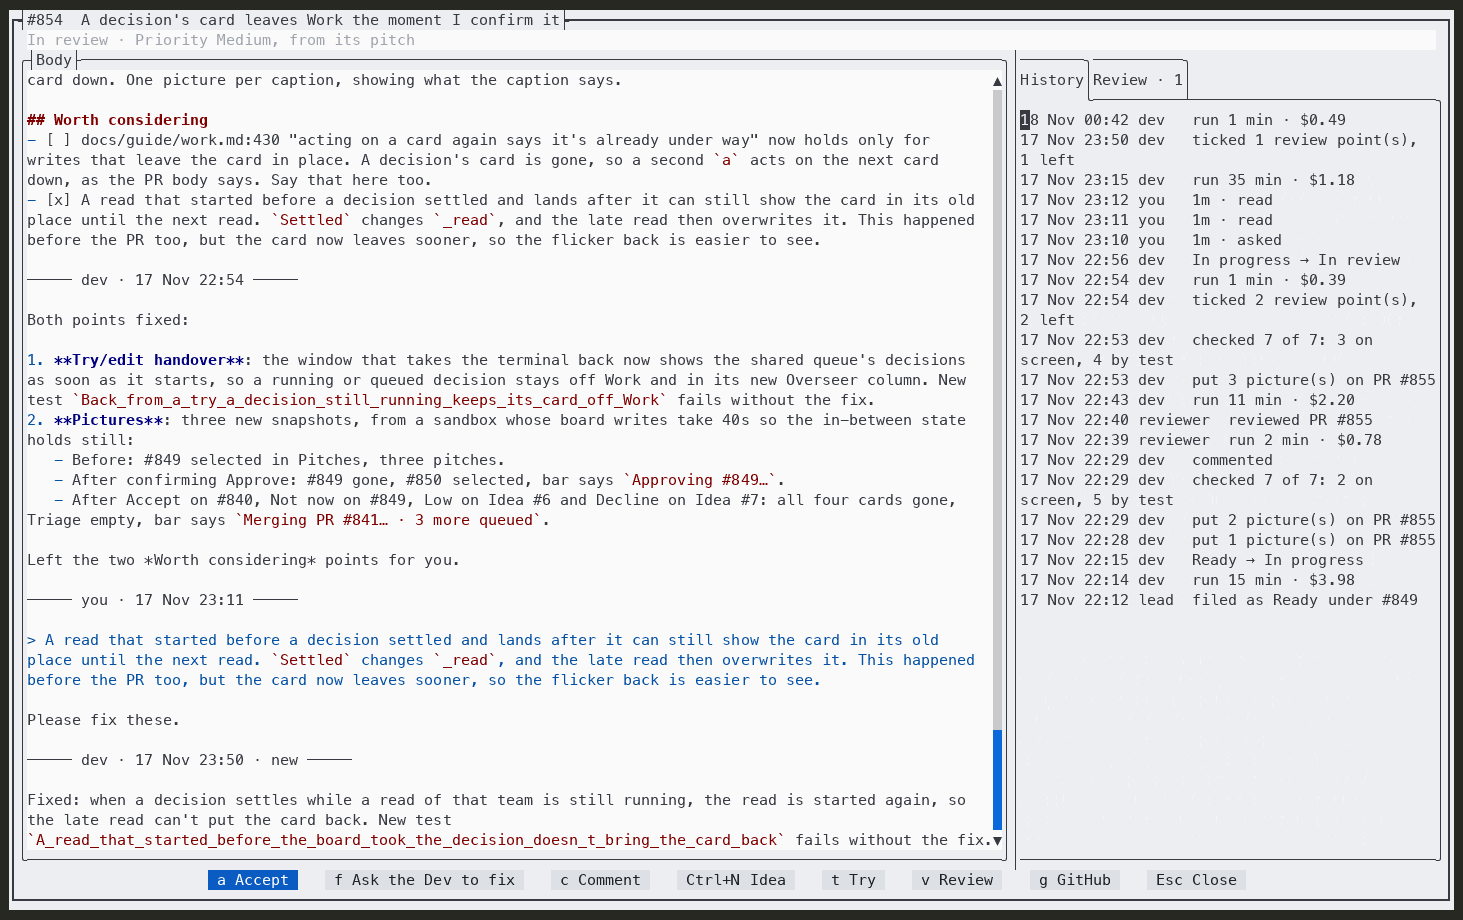 #854  A decision's card leaves Work the moment I confirm it
In review · Priority Medium, from its pitch
Body
card down. One picture per caption, showing what the caption says.
## Worth considering
– [ ] docs/guide/work.md:430 "acting on a card again says it's already under way" now holds only for
writes that leave the card in place. A decision's card is gone, so a second `a` acts on the next card
down, as the PR body says. Say that here too.
– [x] A read that started before a decision settled and lands after it can still show the card in its old
place until the next read. `Settled` changes `_read`, and the late read then overwrites it. This happened
before the PR too, but the card now leaves sooner, so the flicker back is easier to see.
───── dev · 17 Nov 22:54 ─────
Both points fixed:
1. **Try/edit handover**: the window that takes the terminal back now shows the shared queue's decisions
as soon as it starts, so a running or queued decision stays off Work and in its new Overseer column. New
test `Back_from_a_try_a_decision_still_running_keeps_its_card_off_Work` fails without the fix.
2. **Pictures**: three new snapshots, from a sandbox whose board writes take 40s so the in–between state
holds still:
– Before: #849 selected in Pitches, three pitches.
– After confirming Approve: #849 gone, #850 selected, bar says `Approving #849…`.
– After Accept on #840, Not now on #849, Low on Idea #6 and Decline on Idea #7: all four cards gone,
Triage empty, bar says `Merging PR #841… · 3 more queued`.
Left the two *Worth considering* points for you.
───── you · 17 Nov 23:11 ─────
> A read that started before a decision settled and lands after it can still show the card in its old
place until the next read. `Settled` changes `_read`, and the late read then overwrites it. This happened
before the PR too, but the card now leaves sooner, so the flicker back is easier to see.
Please fix these.
───── dev · 17 Nov 23:50 · new ─────
Fixed: when a decision settles while a read of that team is still running, the read is started again, so
the late read can't put the card back. New test
`A_read_that_started_before_the_board_took_the_decision_doesn_t_bring_the_card_back` fails without the fix.
History
Review · 1
18 Nov 00:42 dev   run 1 min · $0.49
17 Nov 23:50 dev   ticked 1 review point(s),
1 left
17 Nov 23:15 dev   run 35 min · $1.18
17 Nov 23:12 you   1m · read
17 Nov 23:11 you   1m · read
17 Nov 23:10 you   1m · asked
17 Nov 22:56 dev   In progress → In review
17 Nov 22:54 dev   run 1 min · $0.39
17 Nov 22:54 dev   ticked 2 review point(s),
2 left
17 Nov 22:53 dev   checked 7 of 7: 3 on
screen, 4 by test
17 Nov 22:53 dev   put 3 picture(s) on PR #855
17 Nov 22:43 dev   run 11 min · $2.20
17 Nov 22:40 reviewer  reviewed PR #855
17 Nov 22:39 reviewer  run 2 min · $0.78
17 Nov 22:29 dev   commented
17 Nov 22:29 dev   checked 7 of 7: 2 on
screen, 5 by test
17 Nov 22:29 dev   put 2 picture(s) on PR #855
17 Nov 22:28 dev   put 1 picture(s) on PR #855
17 Nov 22:15 dev   Ready → In progress
17 Nov 22:14 dev   run 15 min · $3.98
17 Nov 22:12 lead  filed as Ready under #849
a Accept
f Ask the Dev to fix
c Comment
Ctrl+N Idea
t Try
v Review
g GitHub
Esc Close